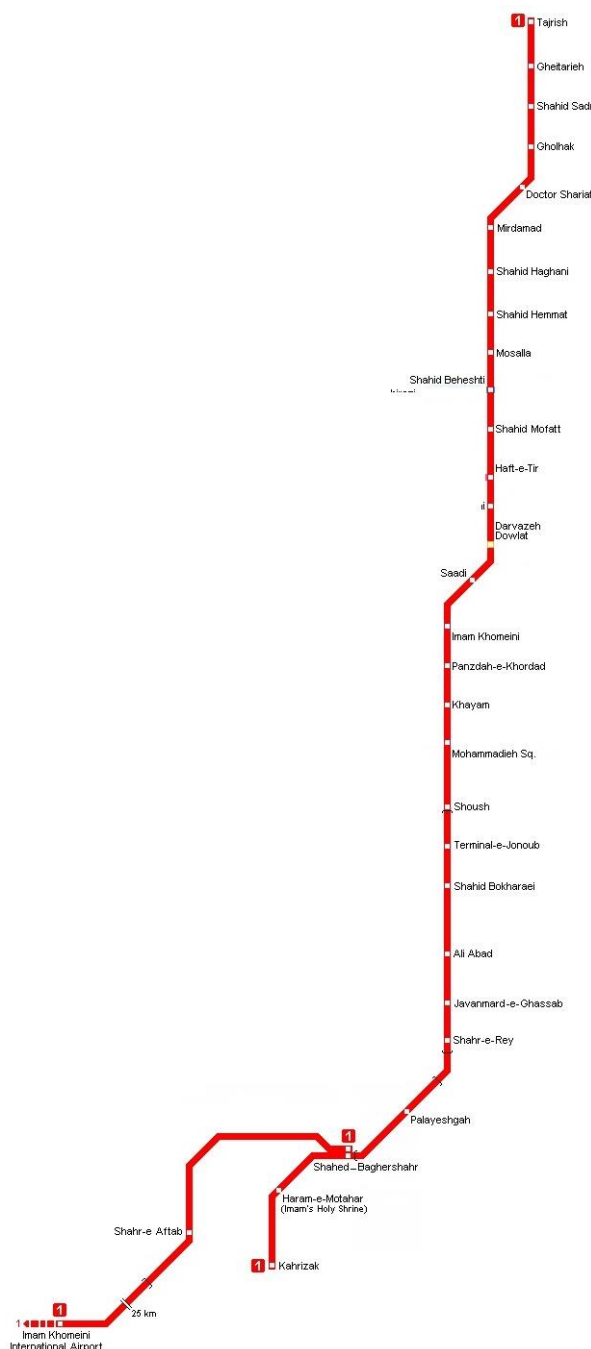 1 Tajrish
Gheitarieh
Shahid Sadr
Gholhak
Doctor Shariat
Mirdamad
Shahid Haghani
Shahid Hemmat
Mosalla
Shahid Beheshti
Shahid Mofatt
Haft-e-Tir
Darvazeh
Dowlat
Saadi
Imam Khomeini
Panzdah-e-Khordad
Khayam
Mohammadieh Sq.
Shoush
Terminal-e-Jonoub
Shahid Bokharaei
Ali Abad
Javanmard-e-Ghassab
Shahr-e-Rey
Palayeshgah
1
Shahed-Baghershahr
Haram-e-Motahar
(Imam's Holy Shrine)
Shahr-e Aftab
1 Kahrizak
25 km
1
1
Imam Khomeini
International Airport